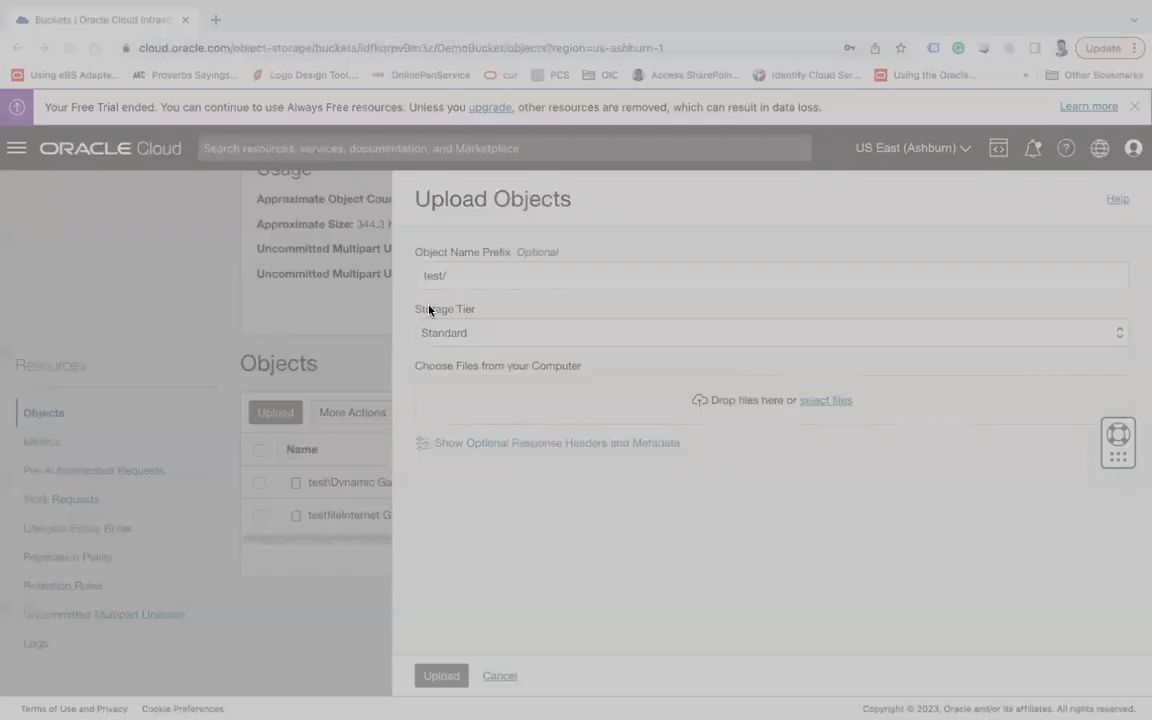 Buckets | Oracle Cloud Infrast
cloud.oracle.com/object-storage/buckets/idfkqrpv9m3z/DemoBucket/objects?region=us-ashburn-1
Update
Using eBS Adapte... Proverbs Sayings... Logo Design Tool.... OnlinePanService cur PCS OIC Access SharePoin... Identity Cloud Ser... Using the Oracle... » Other Bookmarks
Your Free Trial ended. You can continue to use Always Free resources. Unless you upgrade, other resources are removed, which can result in data loss.
Learn more
ORACLE Cloud
Search resources, services, documentation, and Marketplace
US East (Ashburn)
Usage
Approximate Object Cou
Approximate Size: 344.3
Uncommitted Multipart U
Uncommitted Multipart U
Resources
Objects
Metrics
Pre-Authenticated Requests
Work Requests
Lifecycle Policy Rules
Replication Policy
Retention Rules
Uncommitted Multipart
Logs
Objects
Upload
More Actions
Name
test\Dynamic Ga
testfileInternet G
Upload Objects
Help
Object Name Prefix Optional
test/
Storage Tier
Standard
Choose Files from your Computer
Drop files here or select files
Show Optional Response Headers and Metadata
Upload
Cancel
Terms of Use and Privacy
Cookie Preferences
Copyright © 2023, Oracle and/or its affiliates. All rights reserved.